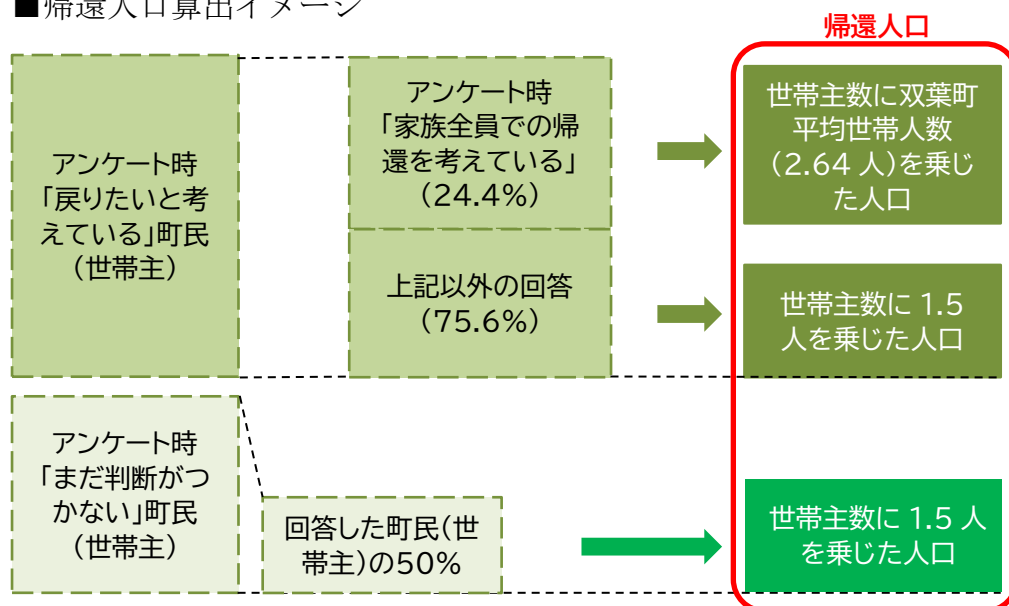 ■帰還人口算出イメージ
帰還人口
アンケート時
「戻りたいと考
えている」町民
(世帯主)
アンケート時
「家族全員での帰
還を考えている」
(24.4%)
世帯主数に双葉町
平均世帯人数
(2.64 人)を乗じ
た人口
上記以外の回答
(75.6%)
世帯主数に 1.5
人を乗じた人口
アンケート時
「まだ判断がつ
かない」町民
(世帯主)
回答した町民(世
帯主)の50%
世帯主数に 1.5 人
を乗じた人口